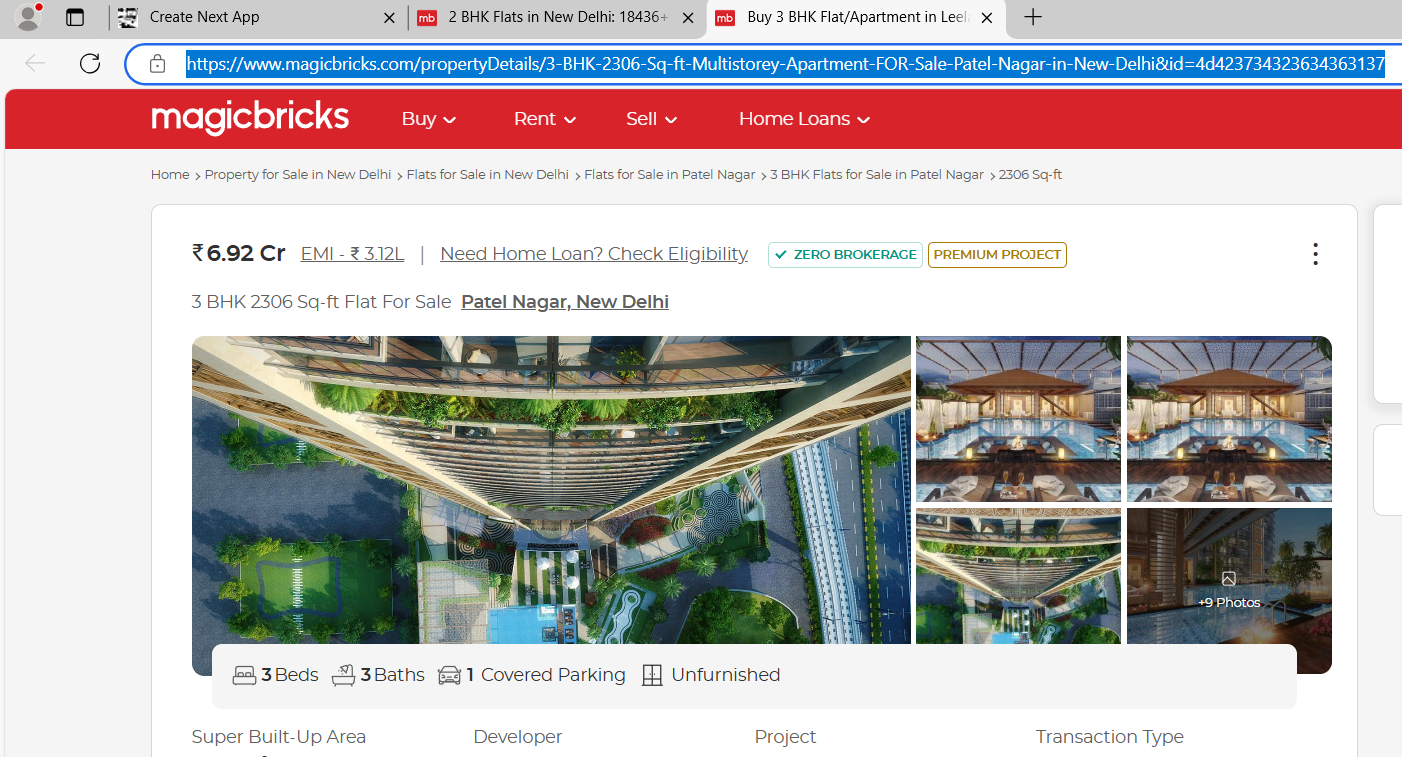 Create Next App
mb 2 BHK Flats in New Delhi: 18436+
mb Buy 3 BHK Flat/Apartment in Leela
https://www.magicbricks.com/propertyDetails/3-BHK-2306-Sq-ft-Multistorey-Apartment-FOR-Sale-Patel-Nagar-in-New-Delhi&id=4d423734323634363137
magicbricks Buy Rent Sell Home Loans
Home > Property for Sale in New Delhi > Flats for Sale in New Delhi > Flats for Sale in Patel Nagar > 3 BHK Flats for Sale in Patel Nagar > 2306 Sq-ft
₹6.92 Cr EMI - ₹ 3.12L | Need Home Loan? Check Eligibility ZERO BROKERAGE PREMIUM PROJECT
3 BHK 2306 Sq-ft Flat For Sale Patel Nagar, New Delhi
+9 Photos
3 Beds 3 Baths 1 Covered Parking Unfurnished
Super Built-Up Area Developer Project Transaction Type